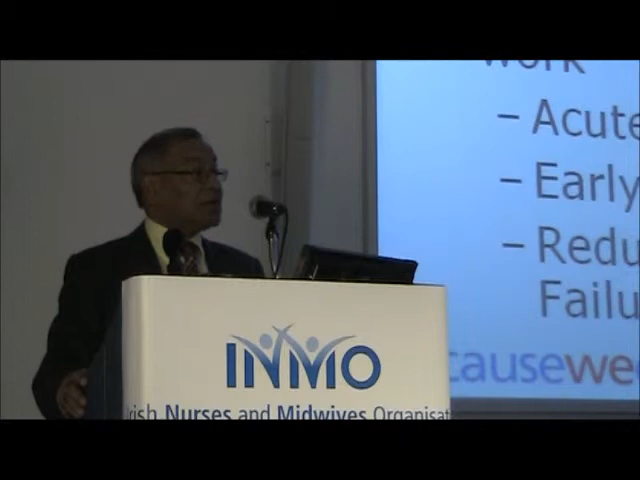 work
– Acute
– Early
– Redu
Failu
causewe
INMO
rish Nurses and Midwives Organisat